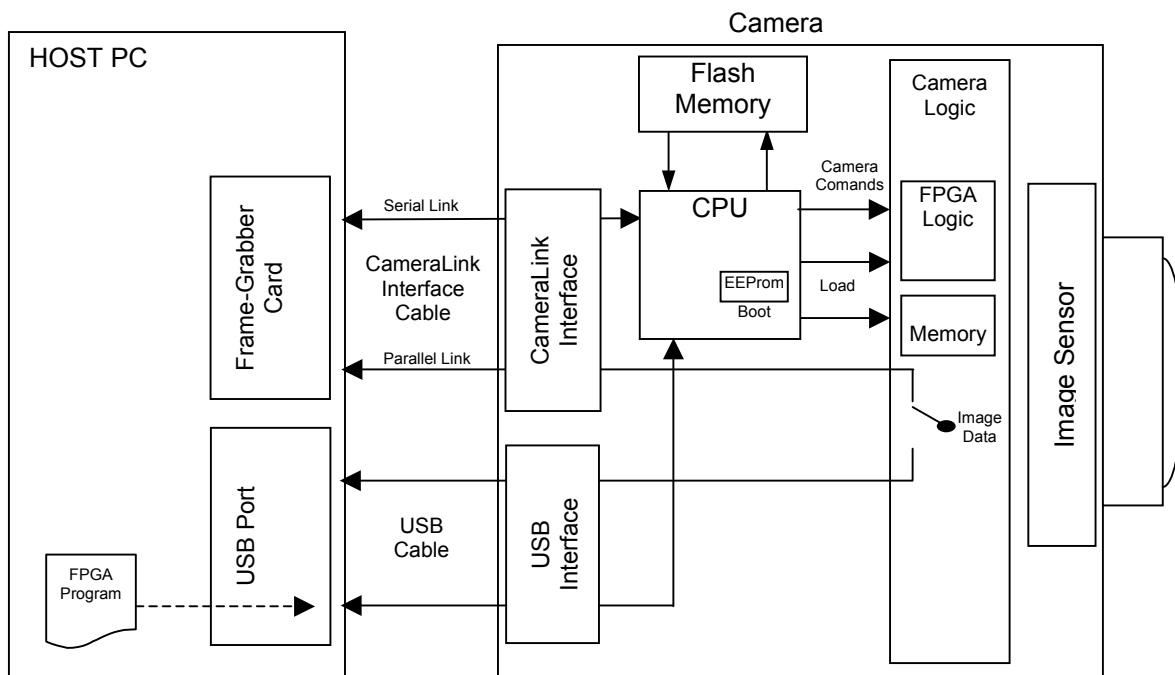 Camera
HOST PC
Flash
Memory
Camera
Logic
Camera
Comands
Frame-Grabber
Card
Serial Link
CameraLink
Interface
Cable
Parallel Link
CameraLink
Interface
CPU
EEProm
Boot
Load
FPGA
Logic
Memory
Image
Data
Image Sensor
USB Port
USB
Cable
USB
Interface
FPGA
Program